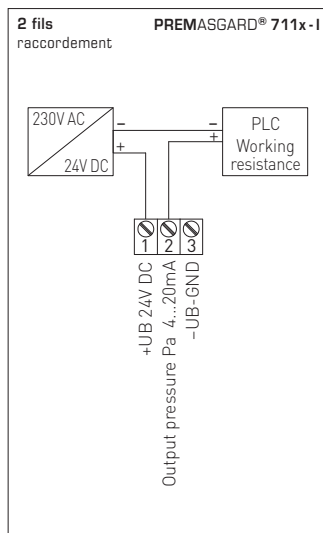 2 fils
raccordement
PREMASGARD® 711x-I
230V AC
24V DC
–
+
–
+
PLC
Working
resistance
1
2
3
+UB 24V DC
Output pressure Pa 4...20mA
–UB-GND